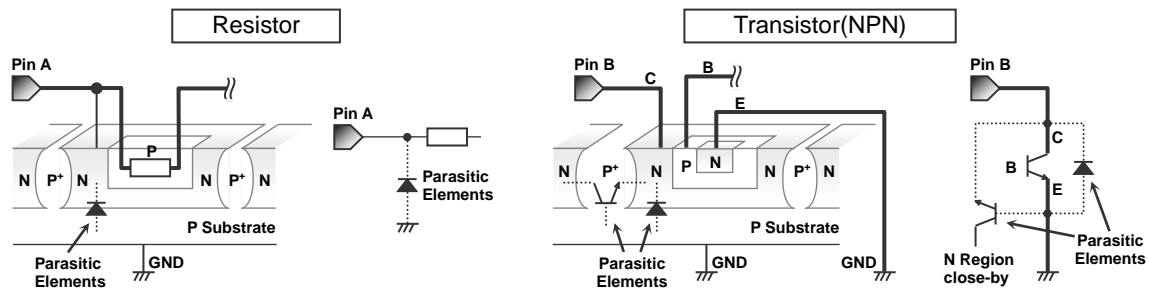 Resistor
Pin A
P
N P+ N N P+ N
P Substrate
Parasitic
Elements
GND
Pin A
Parasitic
Elements
Transistor(NPN)
Pin B
C
B
E
N P+ N P N N P+ N
P Substrate
Parasitic
Elements
GND
GND
Pin B
C
B
E
N Region
close-by
Parasitic
Elements